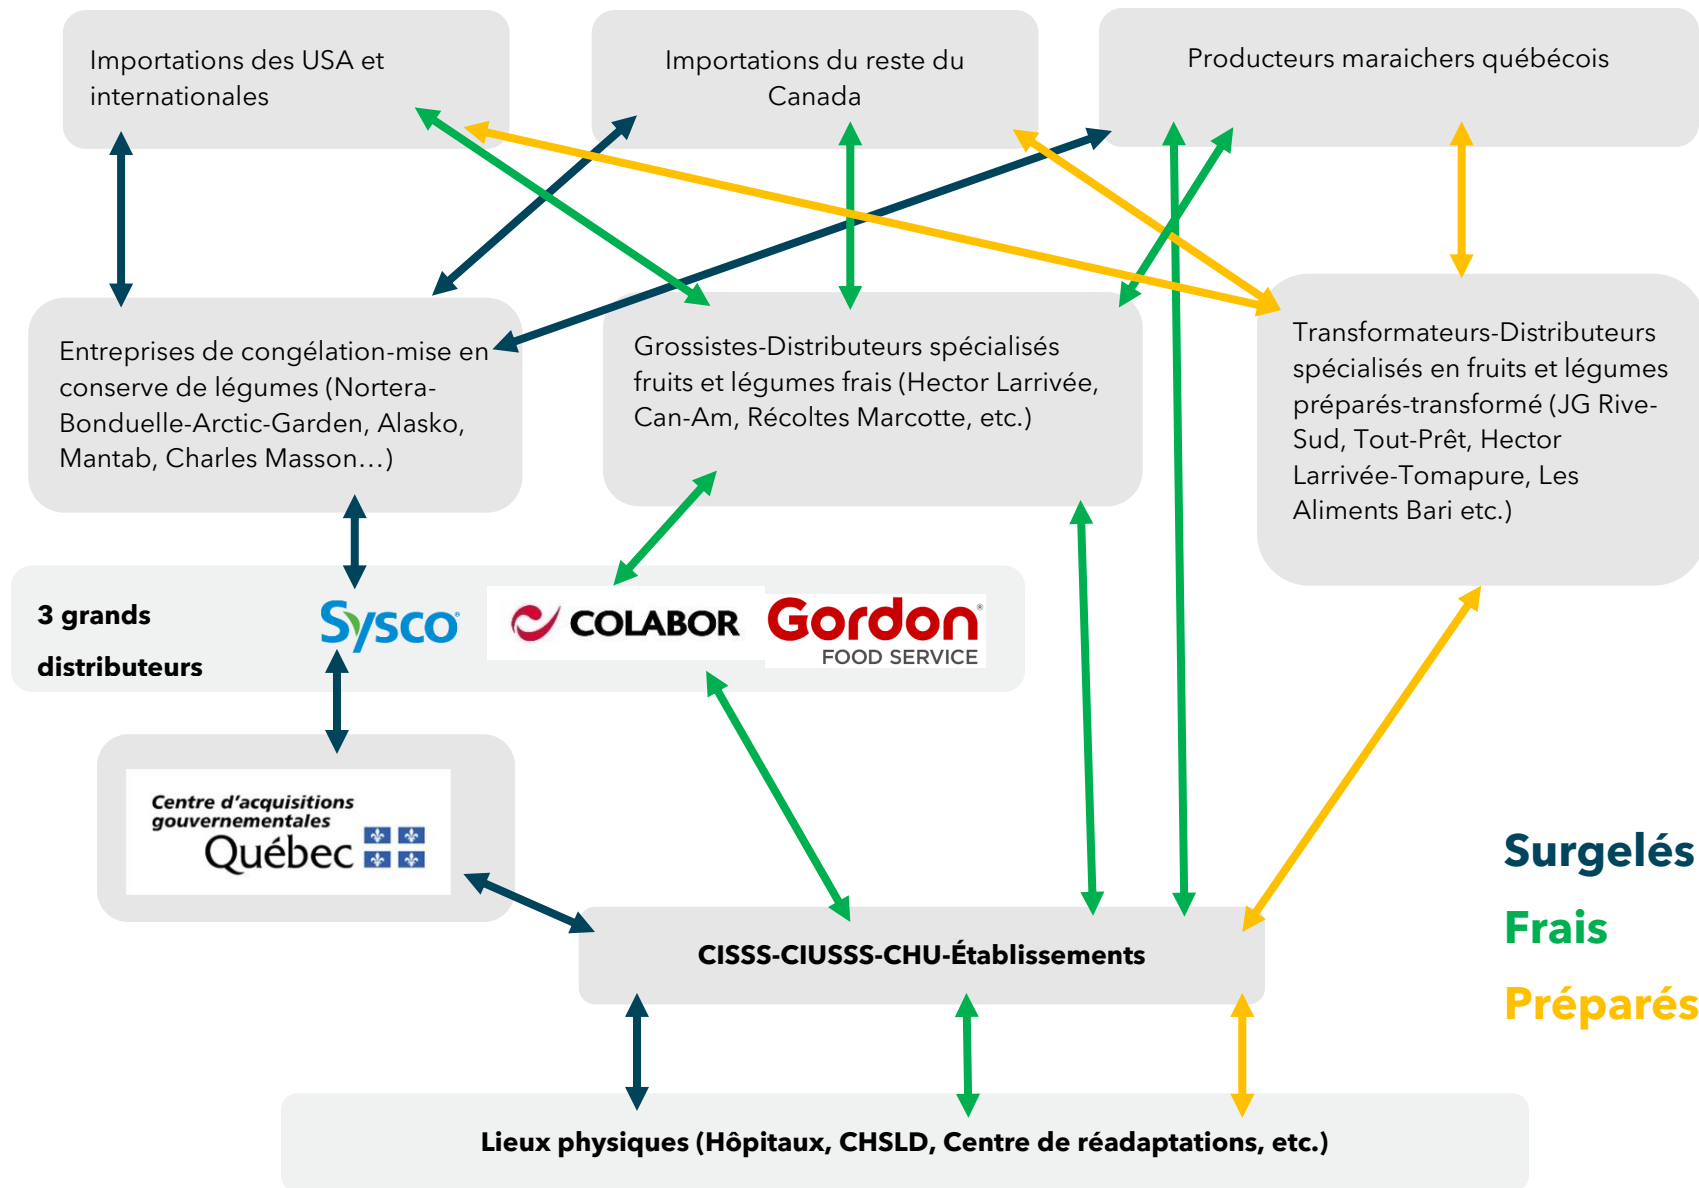 Importations des USA et
internationales
Importations du reste du
Canada
Producteurs maraichers québécois
Entreprises de congélation-mise en
conserve de légumes (Nortera-
Bonduelle-Arctic-Garden, Alasko,
Mantab, Charles Masson…)
Grossistes-Distributeurs spécialisés
fruits et légumes frais (Hector Larrivée,
Can-Am, Récoltes Marcotte, etc.)
Transformateurs-Distributeurs
spécialisés en fruits et légumes
préparés-transformé (JG Rive-
Sud, Tout-Prêt, Hector
Larrivée-Tomapure, Les
Aliments Bari etc.)
3 grands
distributeurs
Sysco
COLABOR
Gordon®
FOOD SERVICE
Centre d'acquisitions
gouvernementales
Québec
Surgelés
Frais
Préparés
CISSS-CIUSSS-CHU-Établissements
Lieux physiques (Hôpitaux, CHSLD, Centre de réadaptations, etc.)